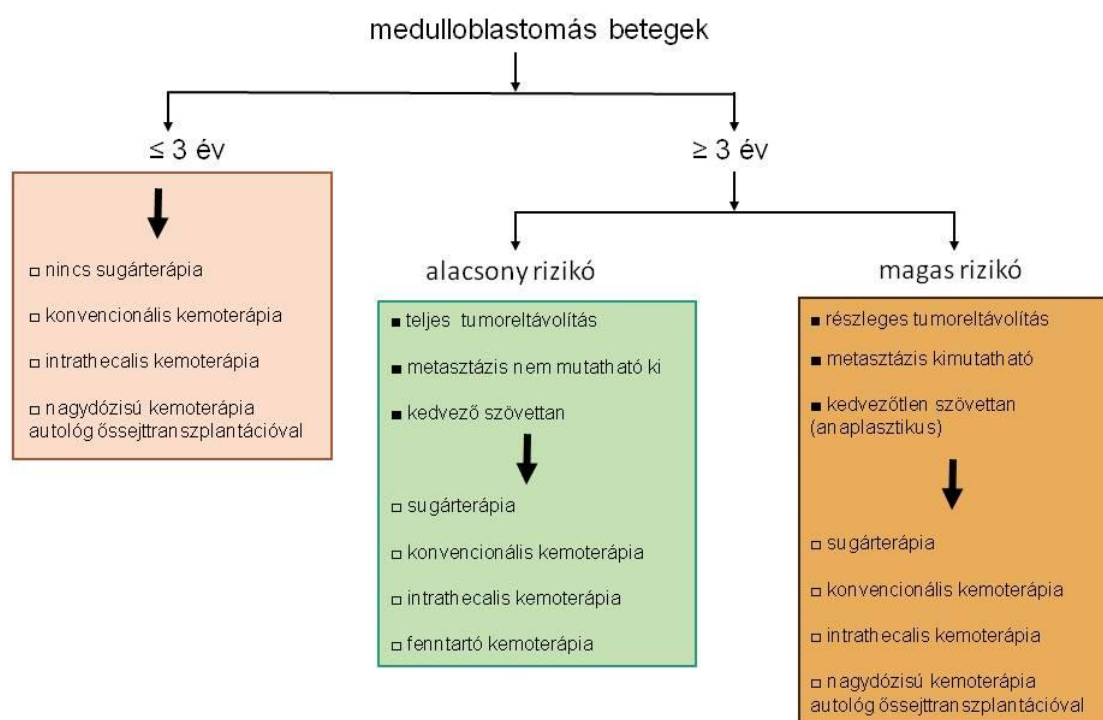 medulloblastomás betegek
≤ 3 év
□ nincs sugárterápia
□ konvencionális kemoterápia
□ intrathecalis kemoterápia
□ nagydózisú kemoterápia
autológ őssejttranszplantációval
≥ 3 év
alacsony rizikó
■ teljes tumoreltávolítás
■ metasztázis nem mutatható ki
■ kedvező szövettan
□ sugárterápia
□ konvencionális kemoterápia
□ intrathecalis kemoterápia
□ fenntartó kemoterápia
magas rizikó
■ részleges tumoreltávolítás
■ metasztázis kimutatható
■ kedvezőtlen szövettan
(anaplasztikus)
□ sugárterápia
□ konvencionális kemoterápia
□ intrathecalis kemoterápia
□ nagydózisú kemoterápia
autológ őssejttranszplantációval